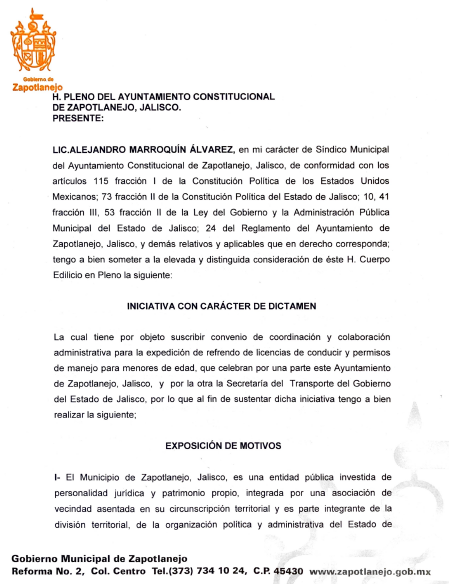 Gobierno de
Zapotlanejo
H. PLENO DEL AYUNTAMIENTO CONSTITUCIONAL
DE ZAPOTLANEJO, JALISCO.
PRESENTE:
LIC.ALEJANDRO MARROQUÍN ÁLVAREZ, en mi carácter de Síndico Municipal
del Ayuntamiento Constitucional de Zapotlanejo, Jalisco, de conformidad con los
artículos 115 fracción I de la Constitución Política de los Estados Unidos
Mexicanos; 73 fracción II de la Constitución Política del Estado de Jalisco; 10, 41
fracción III, 53 fracción II de la Ley del Gobierno y la Administración Pública
Municipal del Estado de Jalisco; 24 del Reglamento del Ayuntamiento de
Zapotlanejo, Jalisco, y demás relativos y aplicables que en derecho corresponda;
tengo a bien someter a la elevada y distinguida consideración de éste H. Cuerpo
Edilicio en Pleno la siguiente:
INICIATIVA CON CARÁCTER DE DICTAMEN
La cual tiene por objeto suscribir convenio de coordinación y colaboración
administrativa para la expedición de refrendo de licencias de conducir y permisos
de manejo para menores de edad, que celebran por una parte este Ayuntamiento
de Zapotlanejo, Jalisco, y por la otra la Secretaría del Transporte del Gobierno
del Estado de Jalisco, por lo que al fin de sustentar dicha iniciativa tengo a bien
realizar la siguiente;
EXPOSICIÓN DE MOTIVOS
I- El Municipio de Zapotlanejo, Jalisco, es una entidad pública investida de
personalidad jurídica y patrimonio propio, integrada por una asociación de
vecindad asentada en su circunscripción territorial y es parte integrante de la
división territorial, de la organización política y administrativa del Estado de
Gobierno Municipal de Zapotlanejo
Reforma No. 2, Col. Centro Tel.(373) 734 10 24, C.P. 45430 www.zapotlanejo.gob.mx